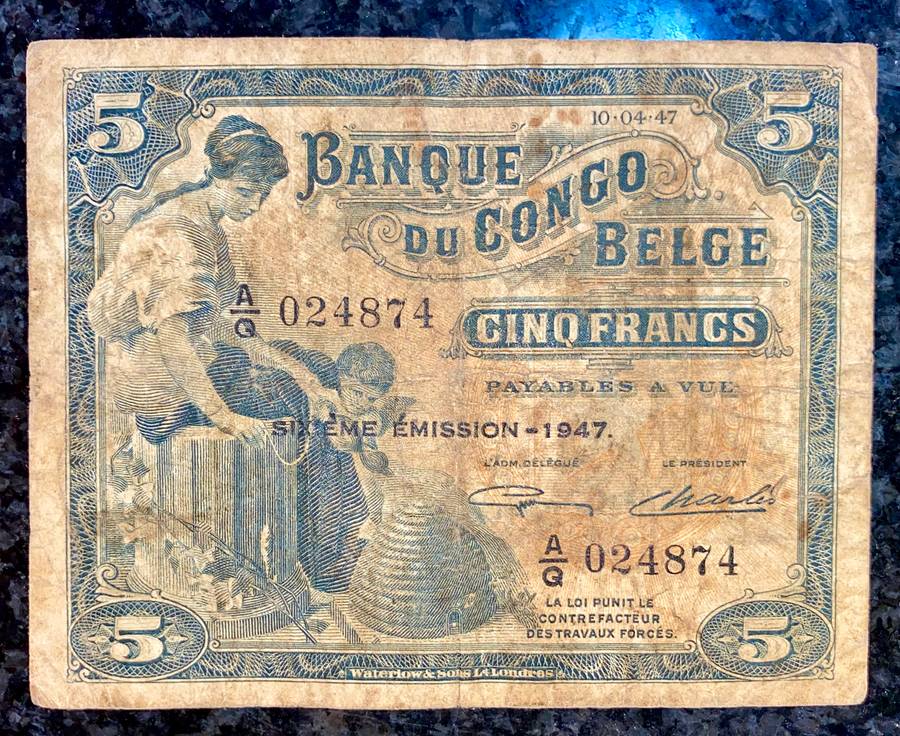 5
5
10·04·47
BANQUE
DU CONGO
BELGE
A/Q 024874
CINQ FRANCS
PAYABLES A VUE
SIXIÈME ÉMISSION - 1947.
L'ADM. DÉLÉGUÉ
LE PRÉSIDENT
A/Q 024874
LA LOI PUNIT LE
CONTREFACTEUR
DES TRAVAUX FORCÉS.
5
5
Waterlow & Sons Ld Londres